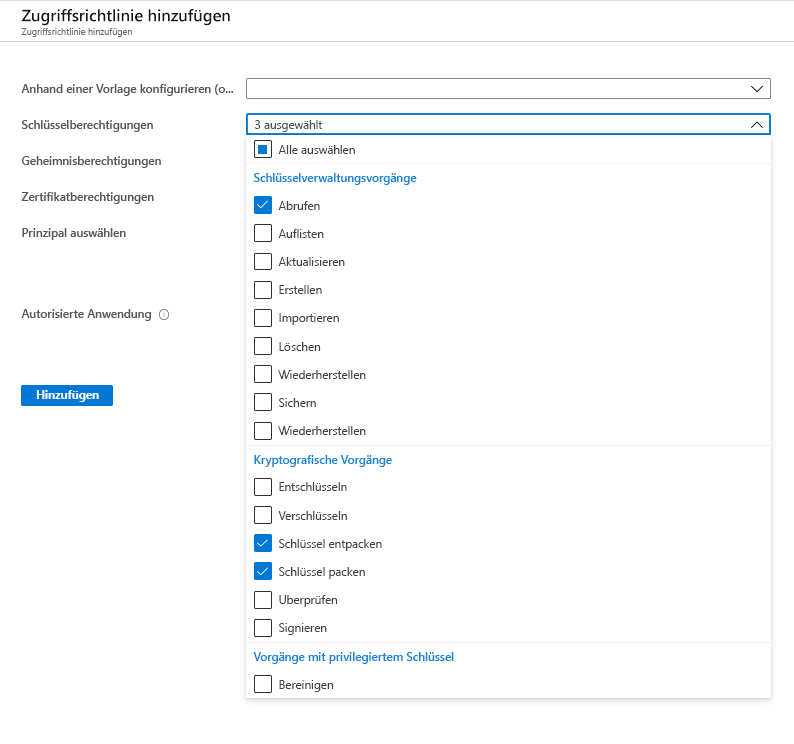 Zugriffsrichtlinie hinzufügen
Zugriffsrichtlinie hinzufügen
Anhand einer Vorlage konfigurieren (o...
Schlüsselberechtigungen
3 ausgewählt
Alle auswählen
Geheimnisberechtigungen
Schlüsselverwaltungsvorgänge
Zertifikatberechtigungen
Abrufen
Prinzipal auswählen
Auflisten
Aktualisieren
Erstellen
Autorisierte Anwendung
Importieren
Löschen
Wiederherstellen
Hinzufügen
Sichern
Wiederherstellen
Kryptografische Vorgänge
Entschlüsseln
Verschlüsseln
Schlüssel entpacken
Schlüssel packen
Überprüfen
Signieren
Vorgänge mit privilegiertem Schlüssel
Bereinigen